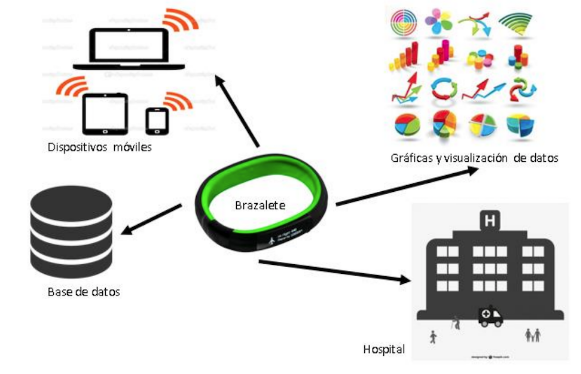 Dispositivos móviles
Gráficas y visualización de datos
Brazalete
Base de datos
H
Hospital